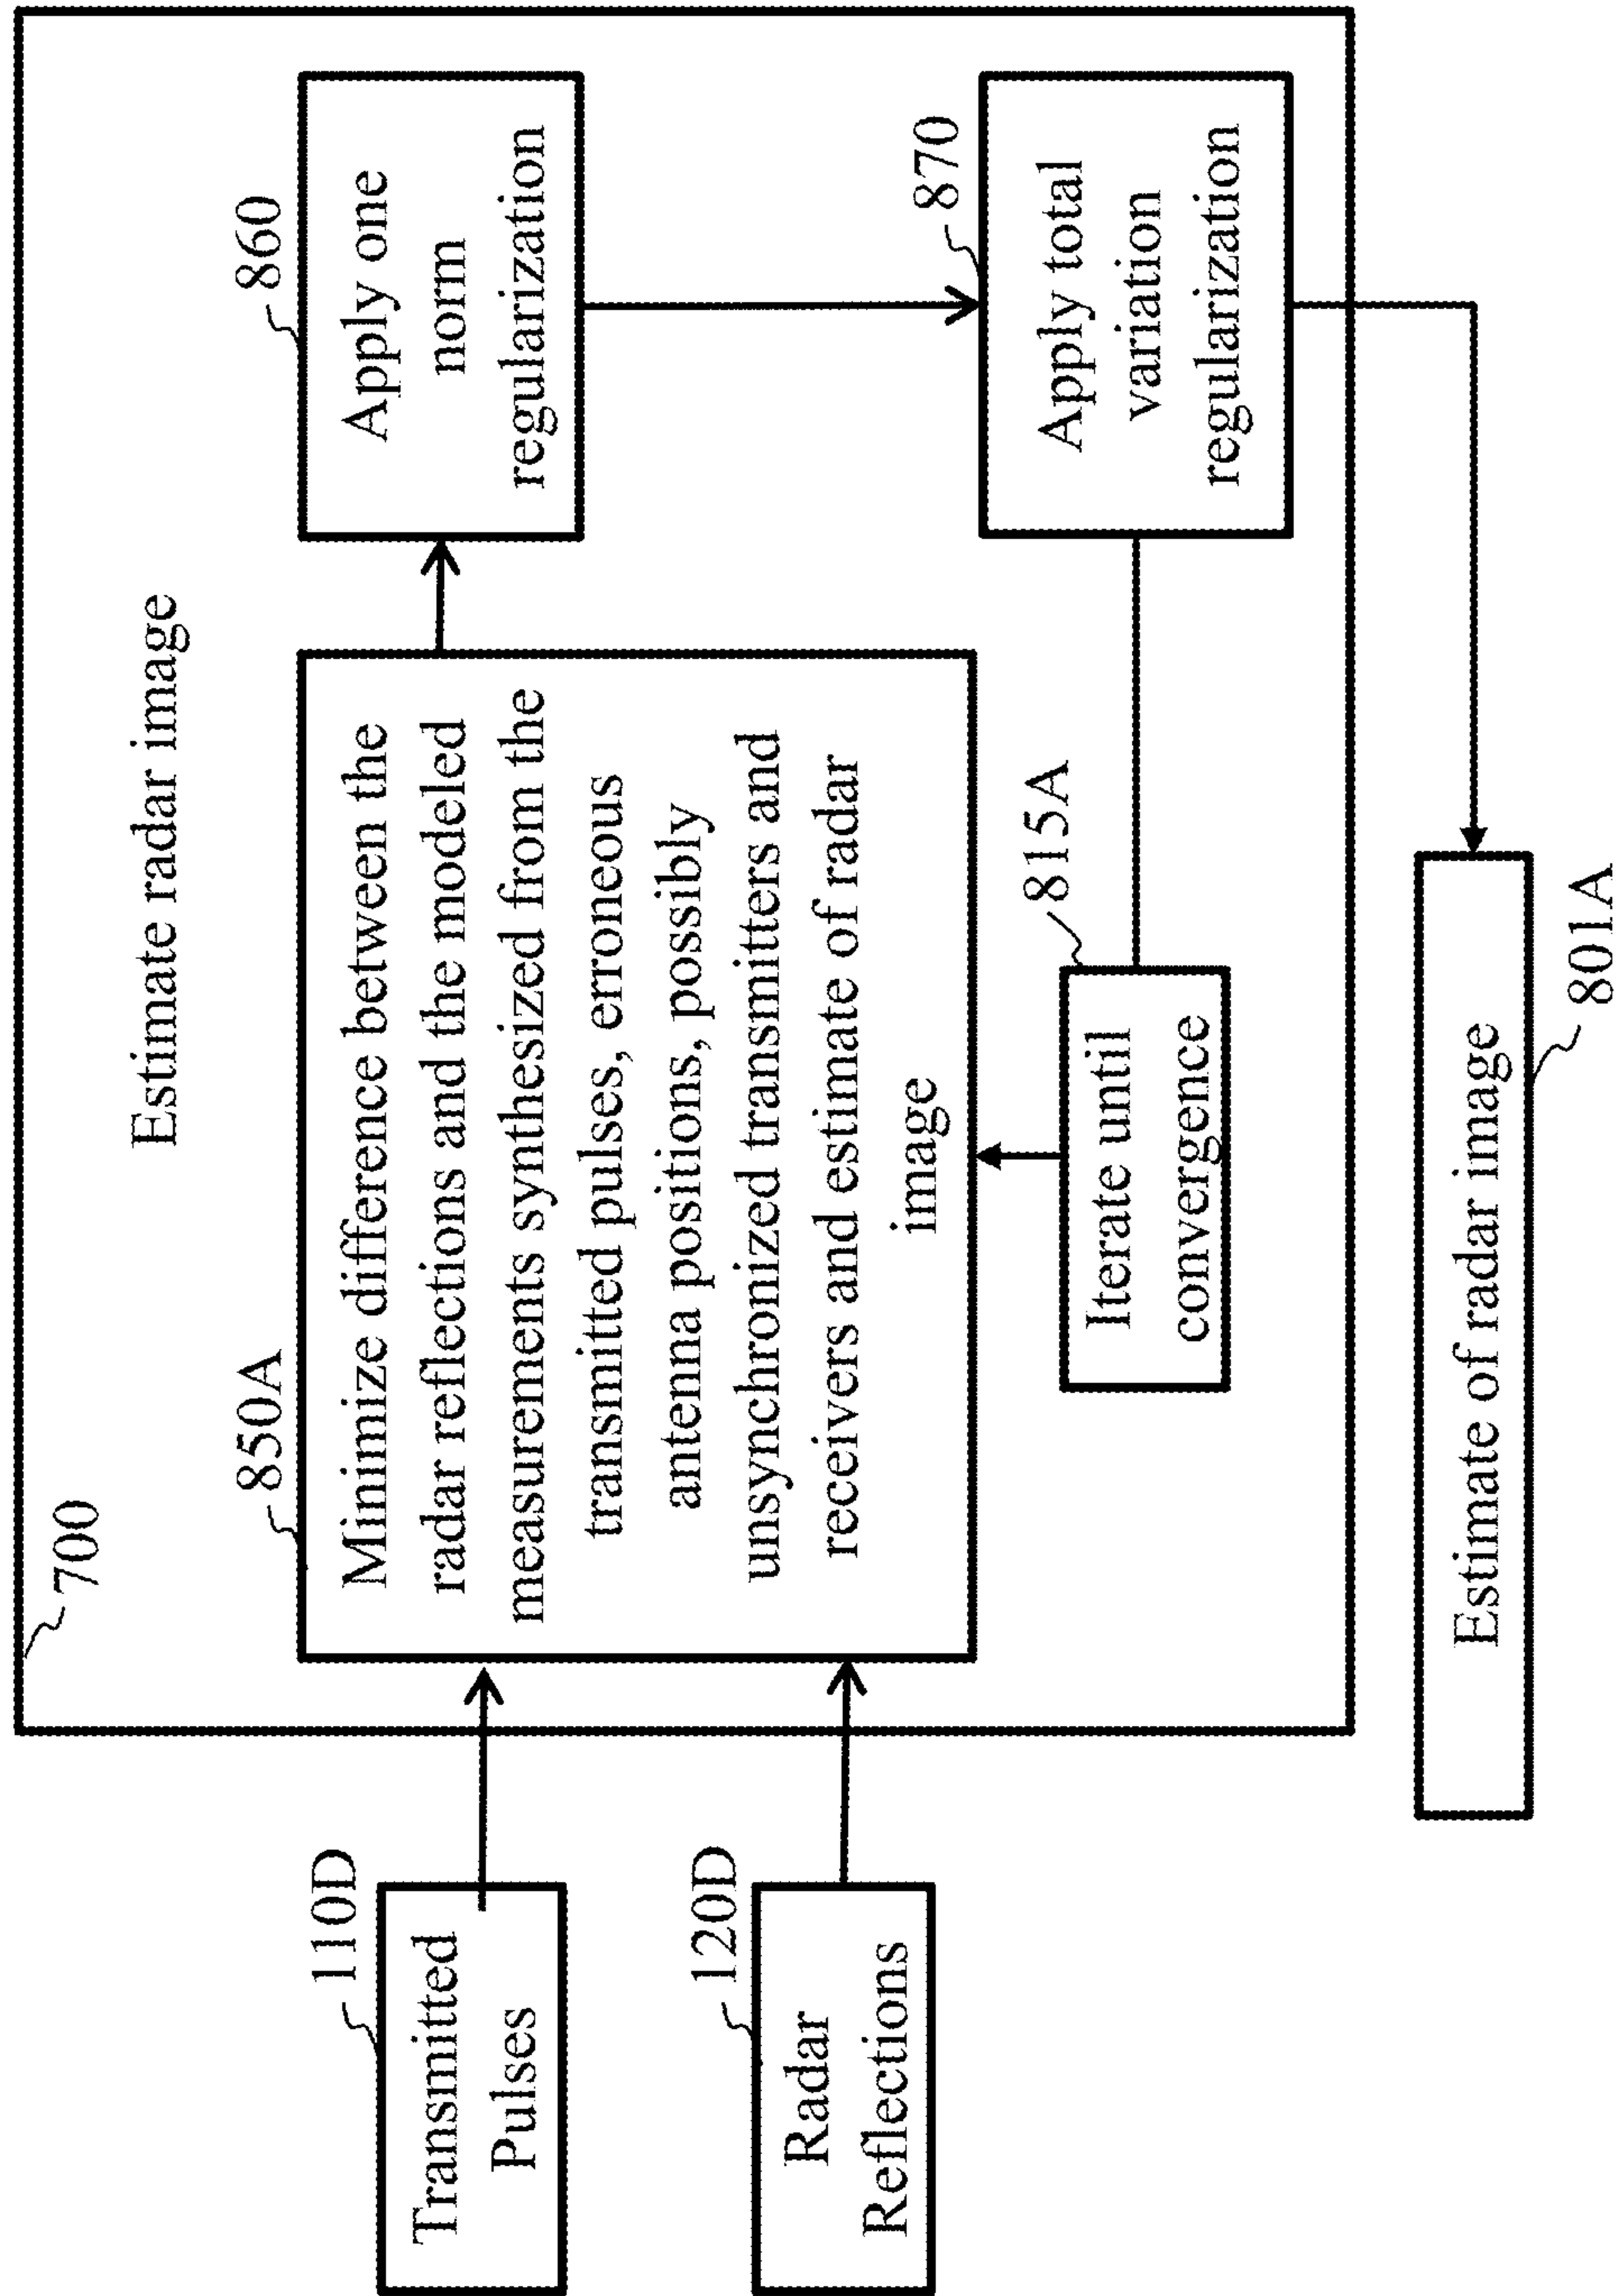 700
Estimate radar image
110D
Transmitted
Pulses
120D
Radar
Reflections
850A
Minimize difference between the
radar reflections and the modeled
measurements synthesized from the
transmitted pulses, erroneous
antenna positions, possibly
unsynchronized transmitters and
receivers and estimate of radar
image
860
Apply one
norm
regularization
870
Apply total
variation
regularization
815A
Iterate until
convergence
Estimate of radar image
801A